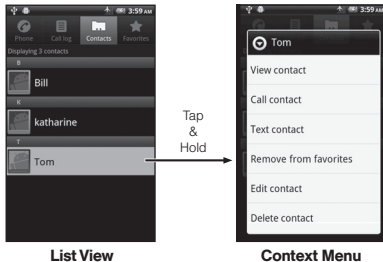 3:59 AM
Phone
Call log
Contacts
Favorites
Displaying 3 contacts
B
Bill
K
katharine
T
Tom
List View
Tap
&
Hold
3:59 AM
Tom
View contact
Call contact
Text contact
Remove from favorites
Edit contact
Delete contact
Context Menu